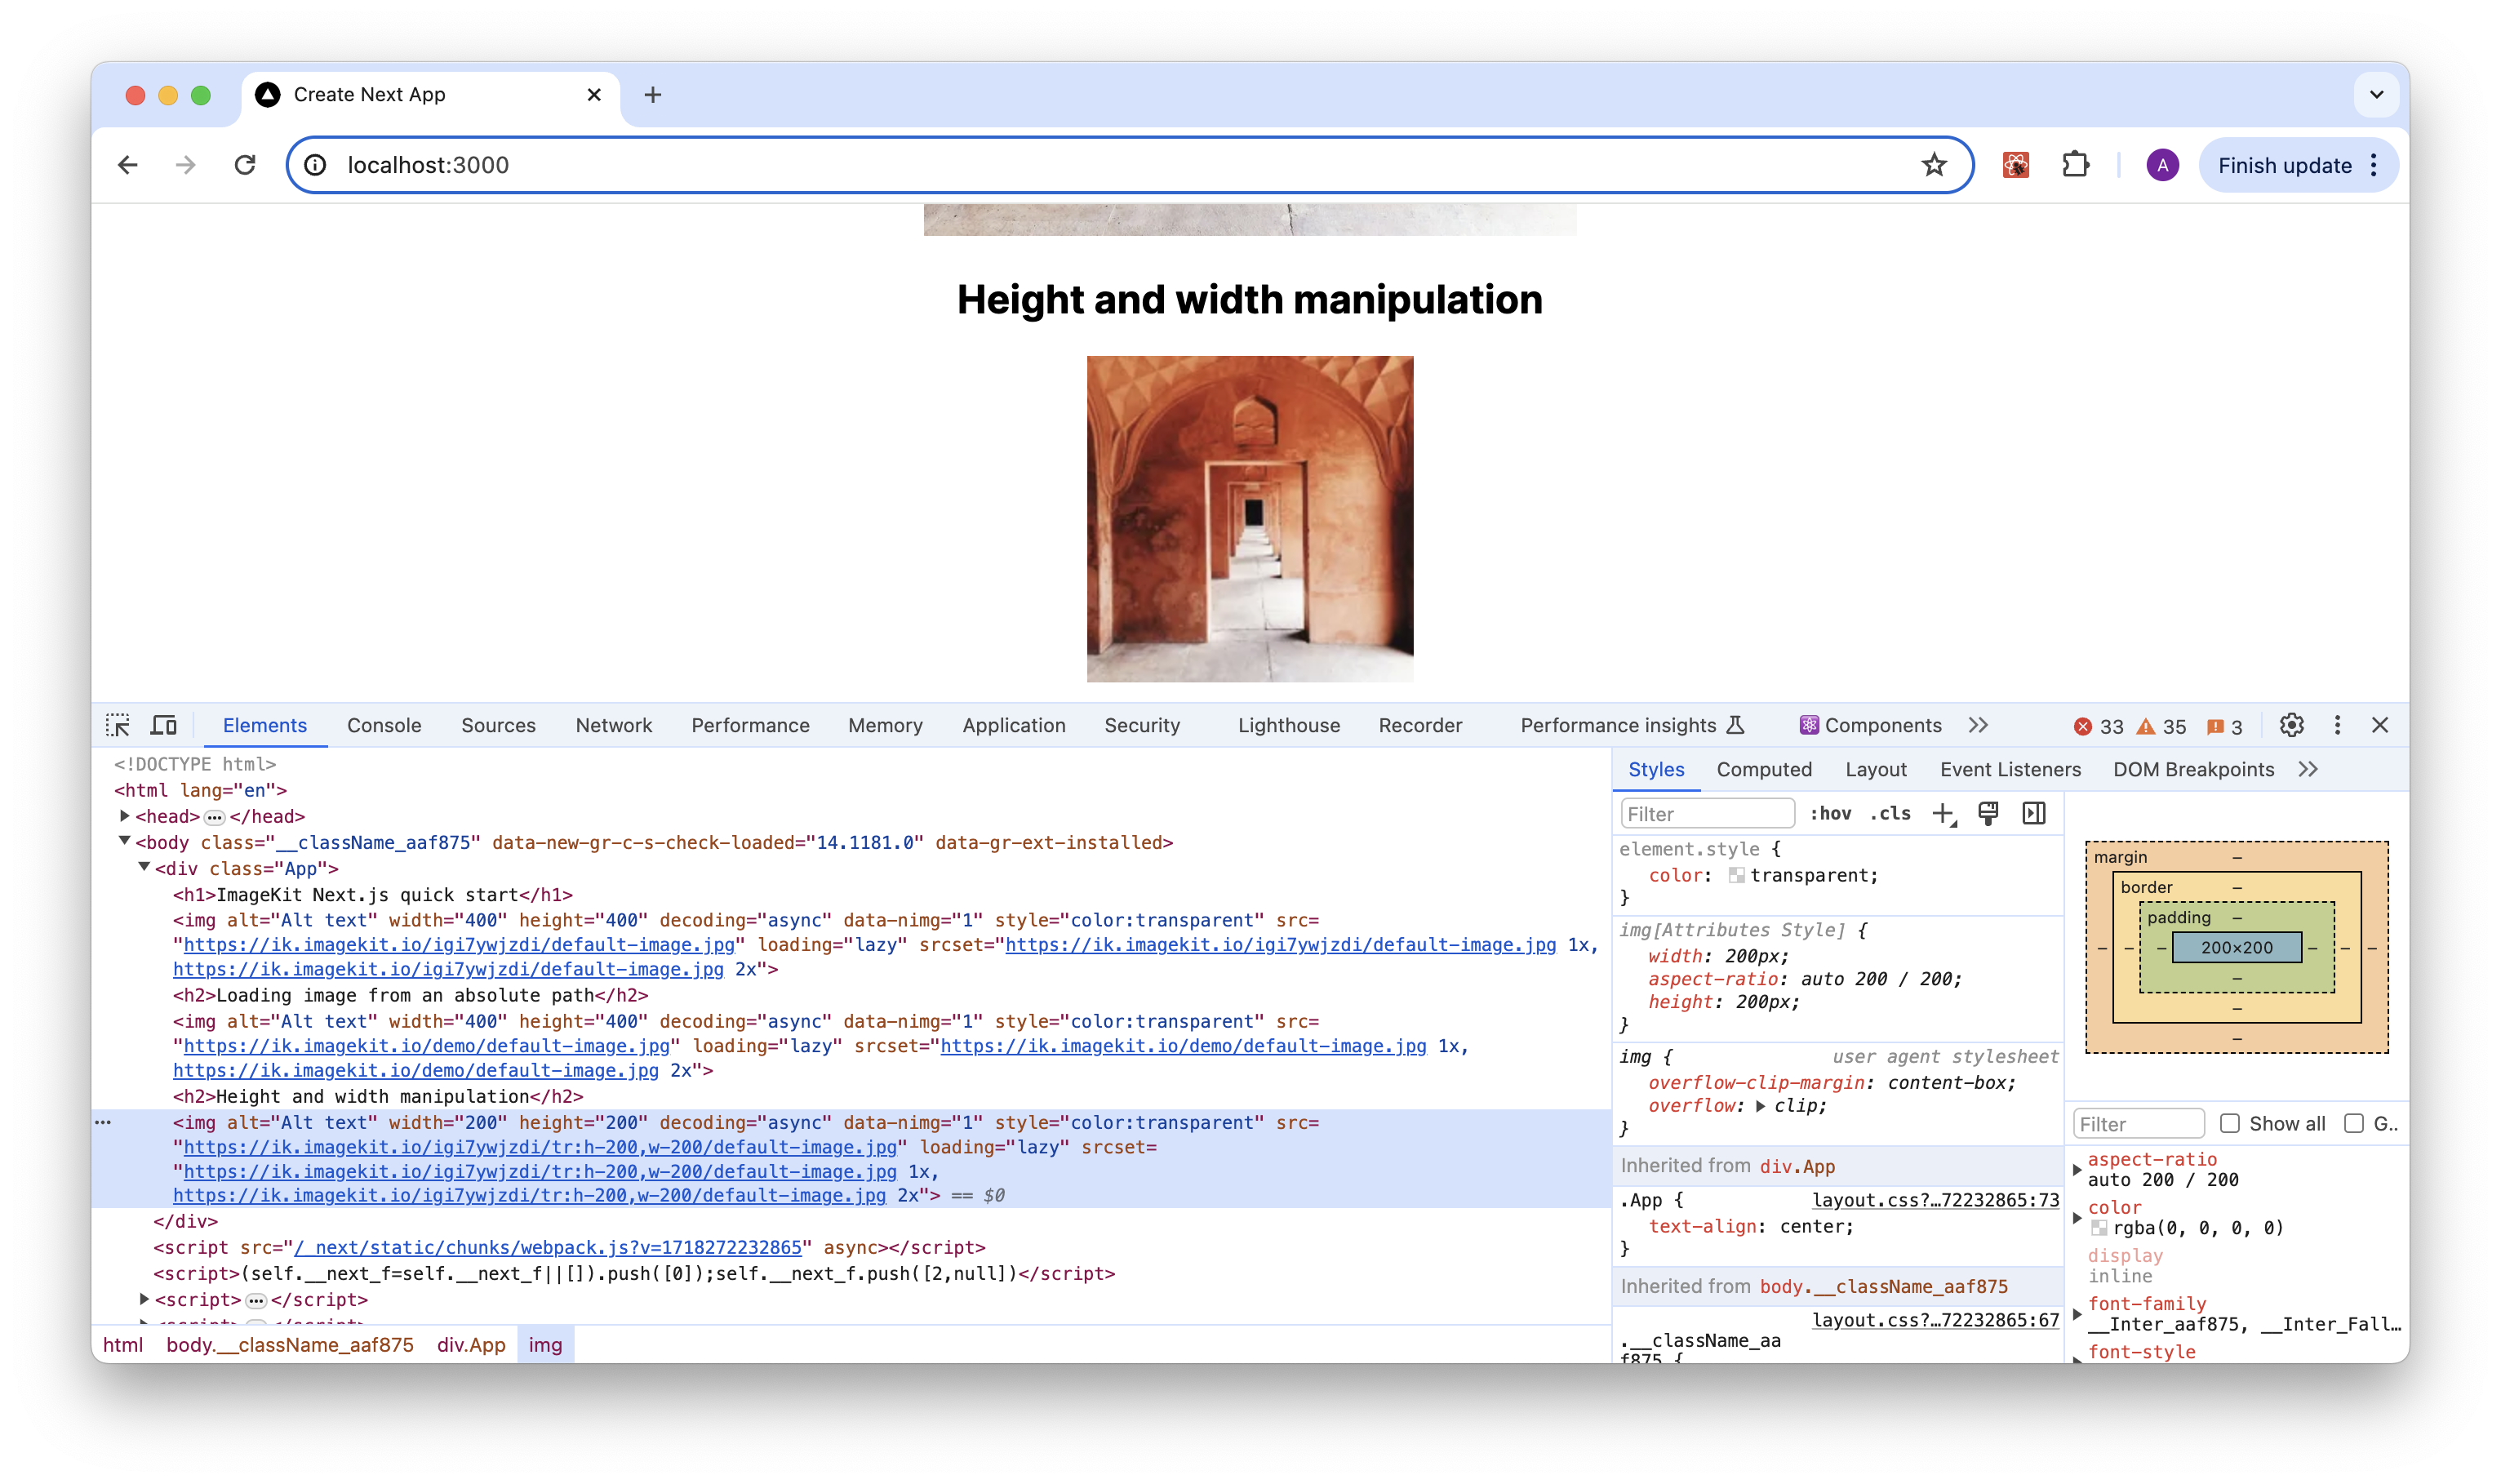 Create Next App
localhost:3000
A
Finish update
Height and width manipulation
Elements Console Sources Network Performance Memory Application Security Lighthouse Recorder Performance insights Components 33 35 3
<!DOCTYPE html>
<html lang="en">
<head> ••• </head>
<body class="__className_aaf875" data-new-gr-c-s-check-loaded="14.1181.0" data-gr-ext-installed>
<div class="App">
<h1>ImageKit Next.js quick start</h1>
<img alt="Alt text" width="400" height="400" decoding="async" data-nimg="1" style="color:transparent" src=
"https://ik.imagekit.io/igi7ywjzdi/default-image.jpg" loading="lazy" srcset="https://ik.imagekit.io/igi7ywjzdi/default-image.jpg 1x,
https://ik.imagekit.io/igi7ywjzdi/default-image.jpg 2x">
<h2>Loading image from an absolute path</h2>
<img alt="Alt text" width="400" height="400" decoding="async" data-nimg="1" style="color:transparent" src=
"https://ik.imagekit.io/demo/default-image.jpg" loading="lazy" srcset="https://ik.imagekit.io/demo/default-image.jpg 1x,
https://ik.imagekit.io/demo/default-image.jpg 2x">
<h2>Height and width manipulation</h2>
<img alt="Alt text" width="200" height="200" decoding="async" data-nimg="1" style="color:transparent" src=
"https://ik.imagekit.io/igi7ywjzdi/tr:h-200,w-200/default-image.jpg" loading="lazy" srcset=
"https://ik.imagekit.io/igi7ywjzdi/tr:h-200,w-200/default-image.jpg 1x,
https://ik.imagekit.io/igi7ywjzdi/tr:h-200,w-200/default-image.jpg 2x"> == $0
</div>
<script src="/_next/static/chunks/webpack.js?v=1718272232865" async></script>
<script>(self.__next_f=self.__next_f||[]).push([0]);self.__next_f.push([2,null])</script>
<script> ••• </script>
html body.__className_aaf875 div.App img
Styles Computed Layout Event Listeners DOM Breakpoints
Filter :hov .cls
element.style {
color: transparent;
}
img[Attributes Style] {
width: 200px;
aspect-ratio: auto 200 / 200;
height: 200px;
}
img { user agent stylesheet
overflow-clip-margin: content-box;
overflow: clip;
}
Inherited from div.App
.App { layout.css?…72232865:73
text-align: center;
}
Inherited from body.__className_aaf875
layout.css?…72232865:67
.__className_aa
f875 {
margin –
border –
padding –
– – – 200×200 – – –
–
–
–
Filter Show all G..
aspect-ratio
auto 200 / 200
color
rgba(0, 0, 0, 0)
display
inline
font-family
__Inter_aaf875, __Inter_Fall…
font-style